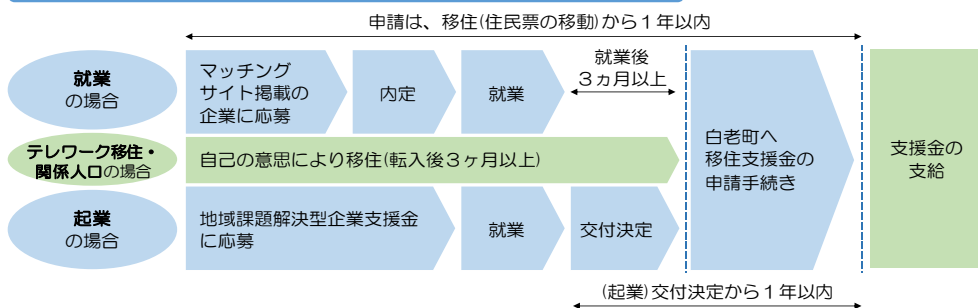 申請は、移住(住民票の移動)から１年以内
就業
の場合
マッチング
サイト掲載の
企業に応募
内定
就業
就業後
３ヵ月以上
テレワーク移住・
関係人口の場合
自己の意思により移住(転入後３ヶ月以上)
起業
の場合
地域課題解決型企業支援金
に応募
就業
交付決定
白老町へ
移住支援金の
申請手続き
支援金の
支給
(起業)交付決定から１年以内